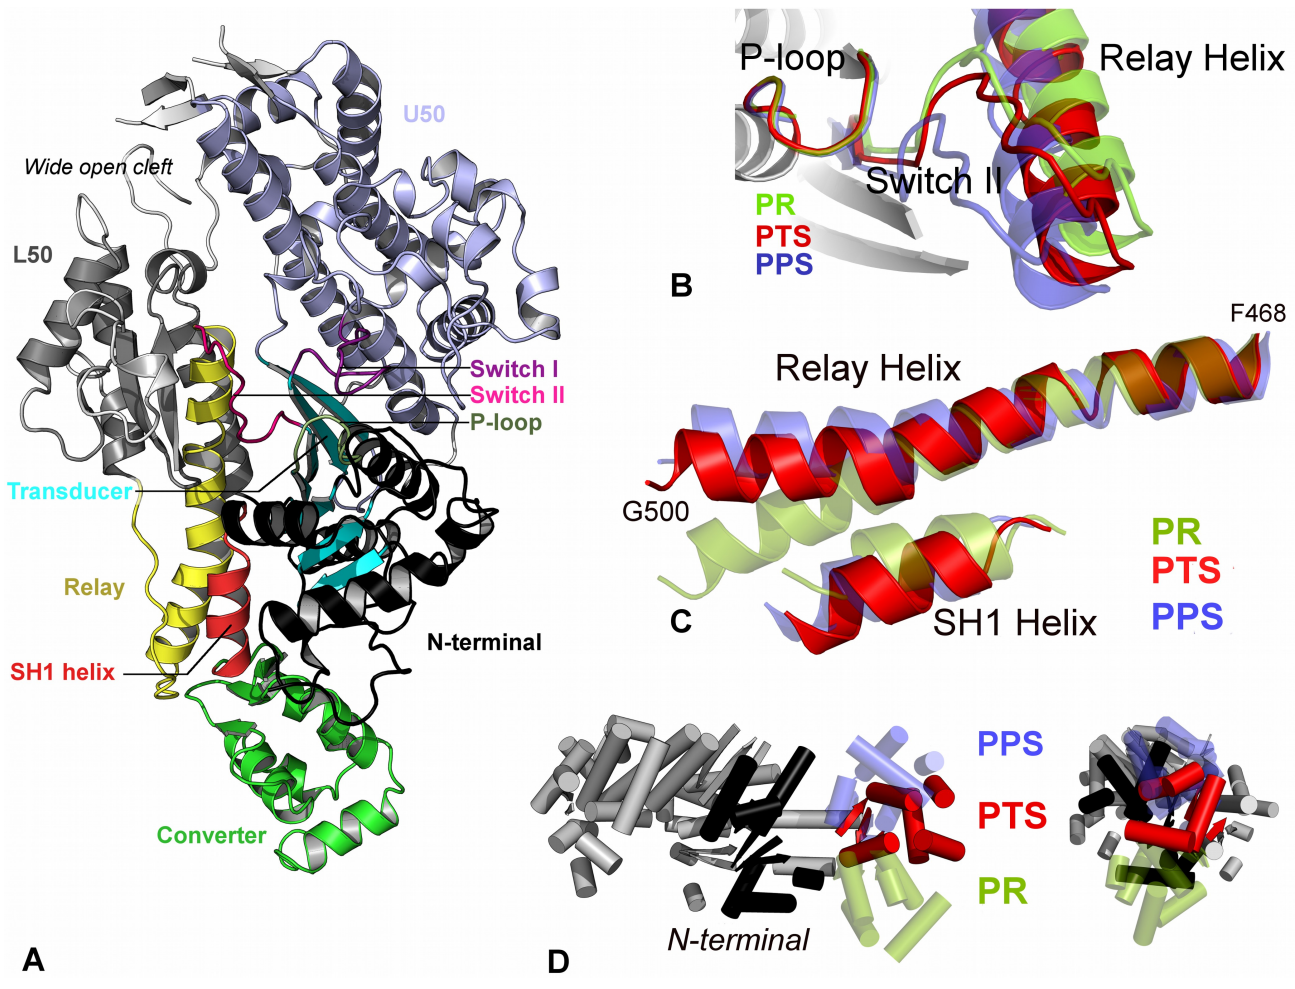 U50
Wide open cleft
L50
Switch I
Switch II
P-loop
Transducer
Relay
N-terminal
SH1 helix
Converter
A
P-loop
Relay Helix
Switch II
PR
PTS
PPS
B
F468
Relay Helix
G500
PR
PTS
PPS
SH1 Helix
C
PPS
PTS
PR
N-terminal
D